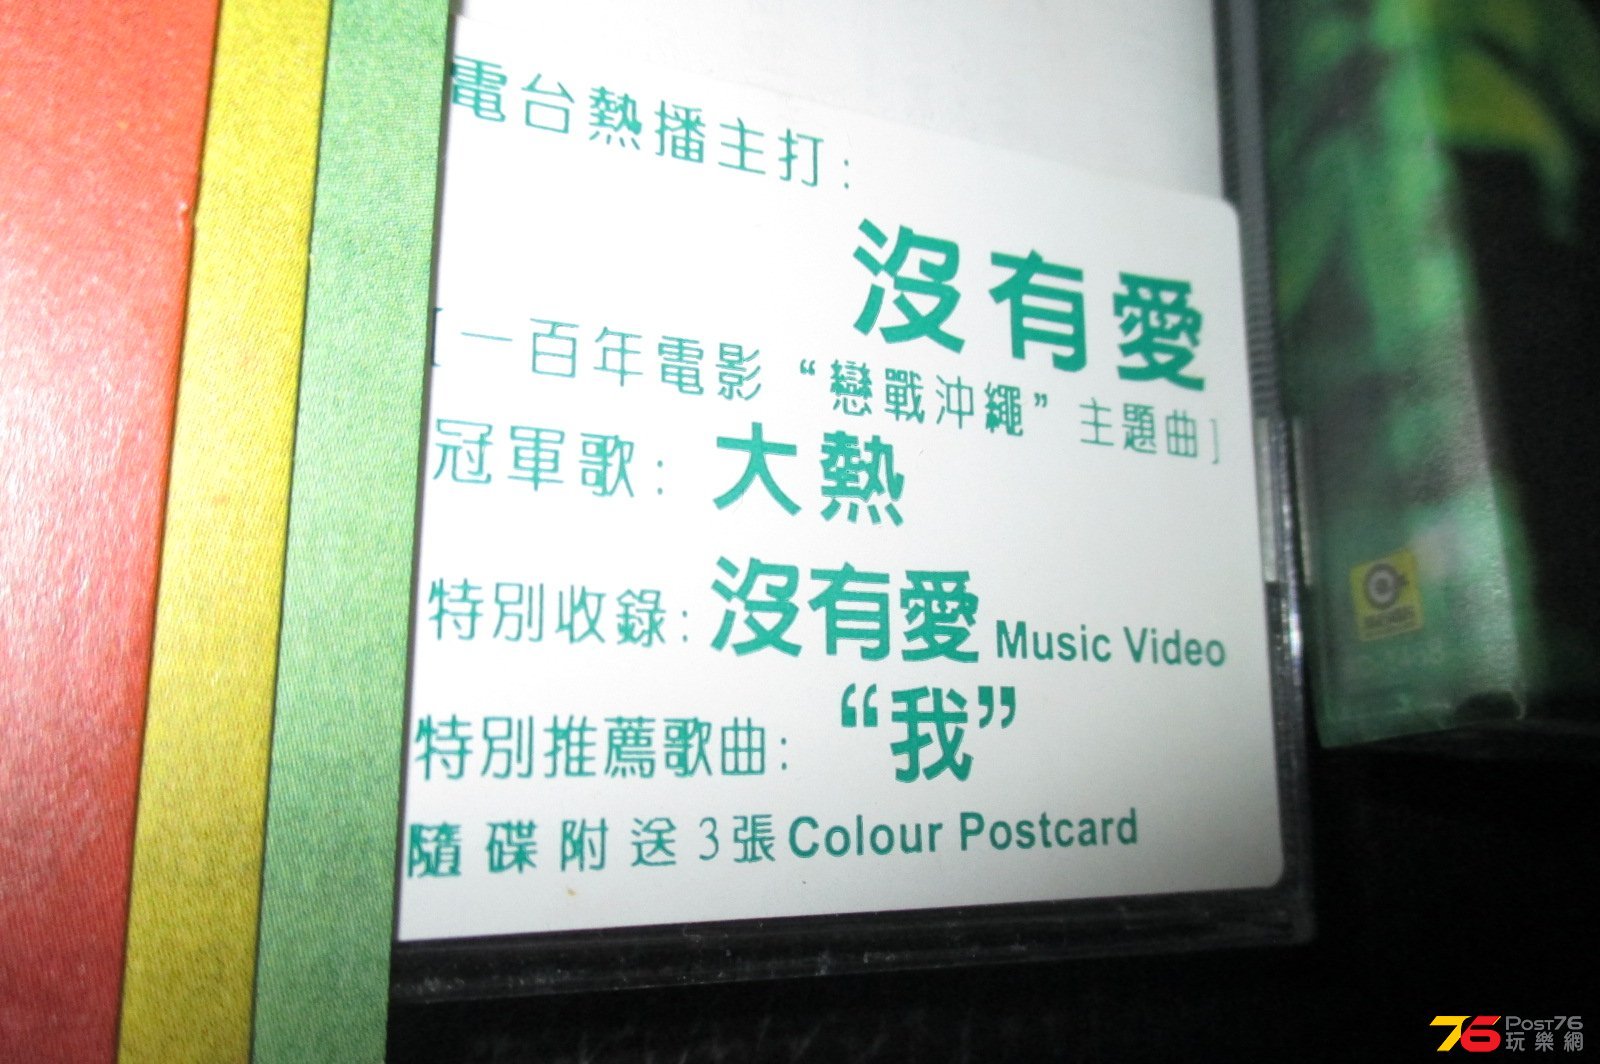 電台熱播主打:
沒有愛
[一百年電影 “戀戰沖繩” 主題曲]
冠軍歌: 大熱
特別收錄: 沒有愛 Music Video
特別推薦歌曲: “我”
隨碟附送3張Colour Postcard
76 POST76
玩樂網